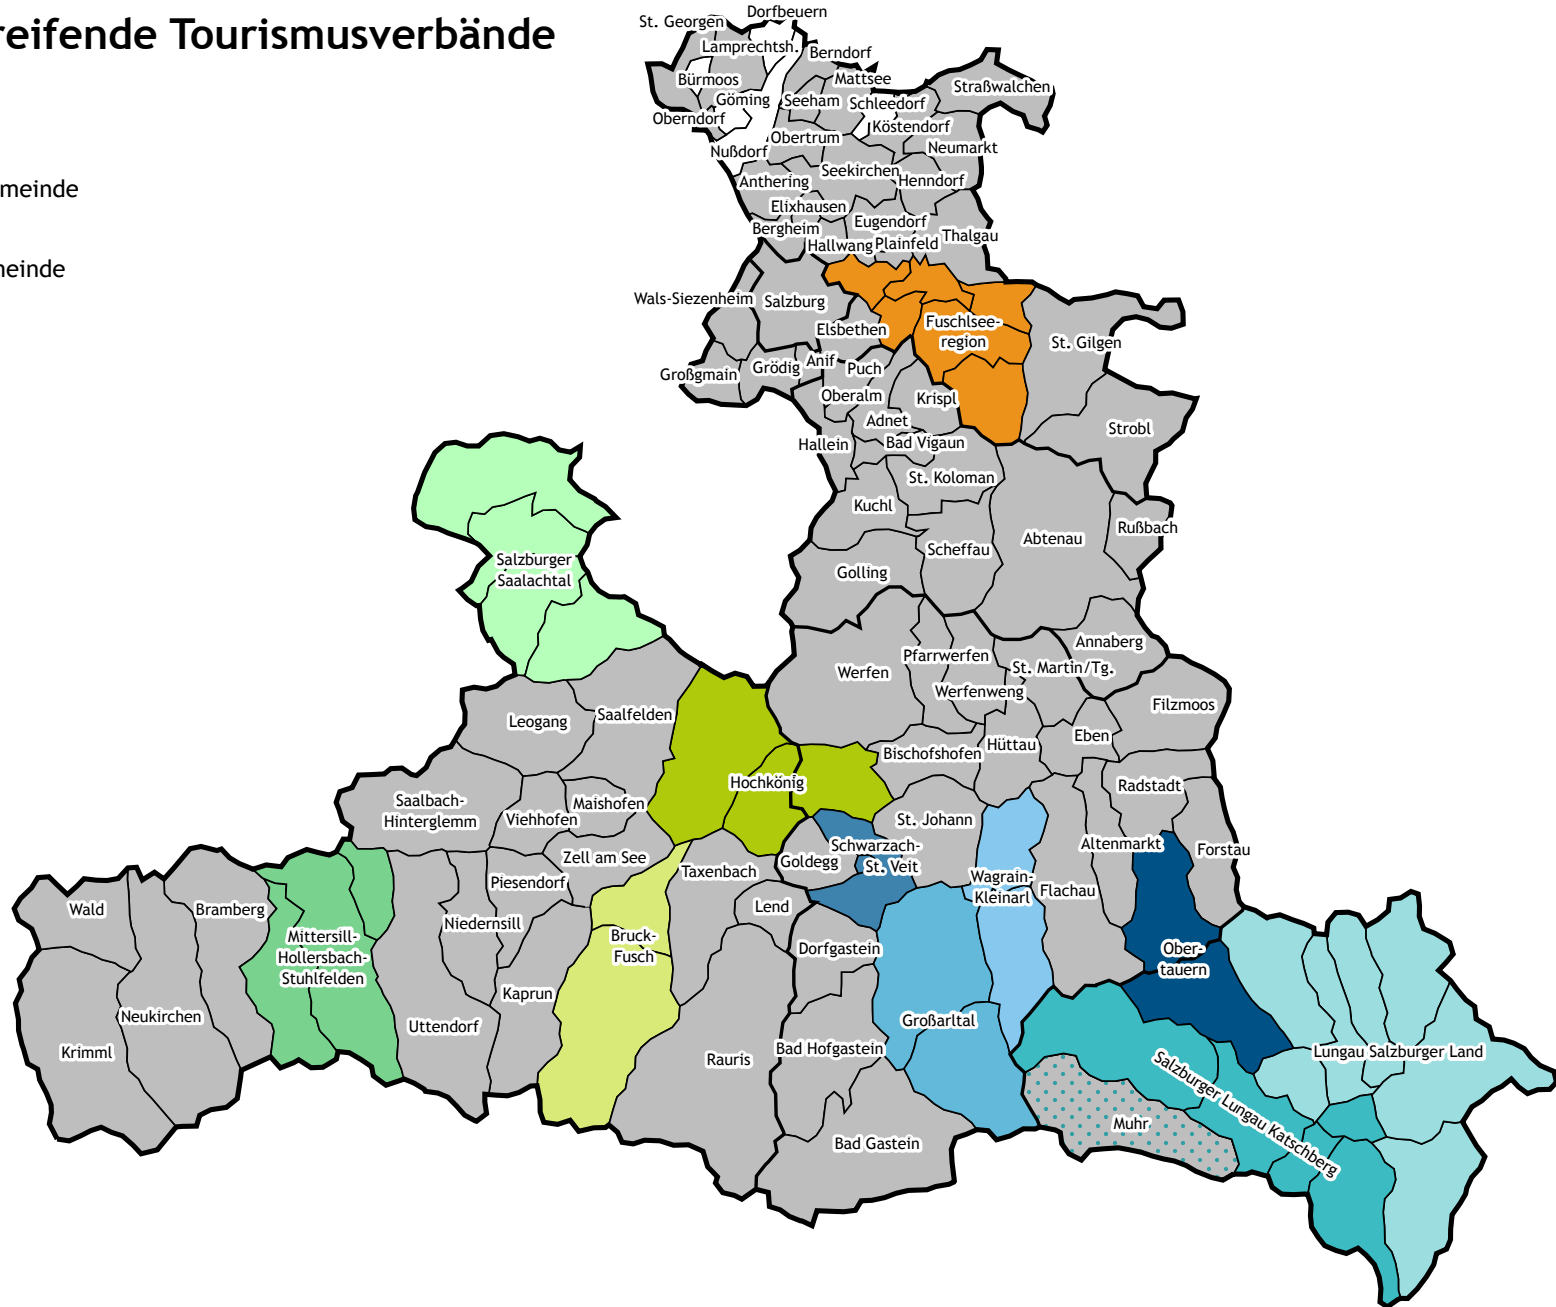 reifende Tourismusverbände
meinde
neinde
St. Georgen
Dorfbeuern
Lamprechtsh.
Berndorf
Bürmoos
Mattsee
Straßwalchen
Göming
Seeham
Schleedorf
Oberndorf
Köstendorf
Obertrum
Neumarkt
Nußdorf
Seekirchen
Anthering
Henndorf
Elixhausen
Eugendorf
Bergheim
Thalgau
Hallwang
Plainfeld
Wals-Siezenheim
Salzburg
Elsbethen
Fuschlsee-
region
St. Gilgen
Großgmain
Grödig
Anif
Puch
Oberalm
Krispl
Adnet
Strobl
Hallein
Bad Vigaun
St. Koloman
Kuchl
Rußbach
Abtenau
Scheffau
Golling
Salzburger
Saalachtal
Annaberg
Pfarrwerfen
St. Martin/Tg.
Werfen
Werfenweng
Filzmoos
Leogang
Saalfelden
Eben
Hüttau
Bischofshofen
Hochkönig
Radstadt
Saalbach-
Hinterglemm
Maishofen
Viehhofen
St. Johann
Altenmarkt
Forstau
Schwarzach-
St. Veit
Zell am See
Goldegg
Taxenbach
Wagrain-
Kleinarl
Piesendorf
Flachau
Wald
Bramberg
Lend
Niedernsill
Mittersill-
Hollersbach-
Stuhlfelden
Bruck-
Fusch
Dorfgastein
Ober-
tauern
Kaprun
Neukirchen
Uttendorf
Großarltal
Krimml
Rauris
Bad Hofgastein
Lungau Salzburger Land
Salzburger Lungau Katschberg
Muhr
Bad Gastein